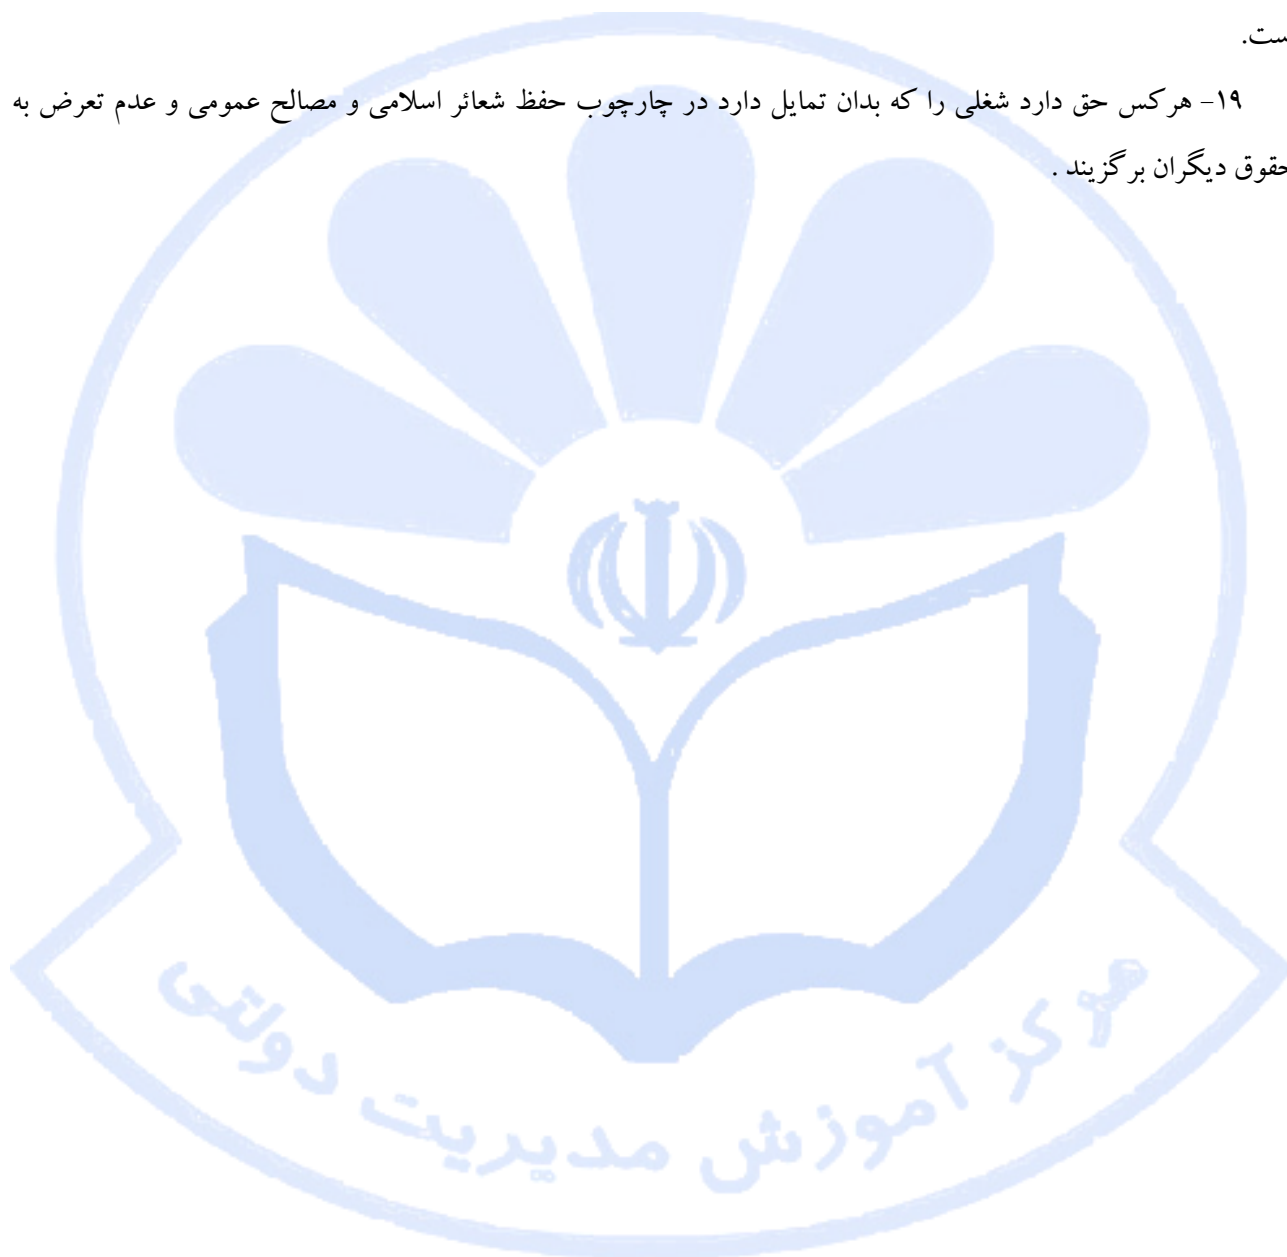 ست.
۱۹- هرکس حق دارد شغلی را که بدان تمایل دارد در چارچوب حفظ شعائر اسلامی و مصالح عمومی و عدم تعرض به
حقوق دیگران برگزیند .
مرکز آموزش مدیریت دولتی